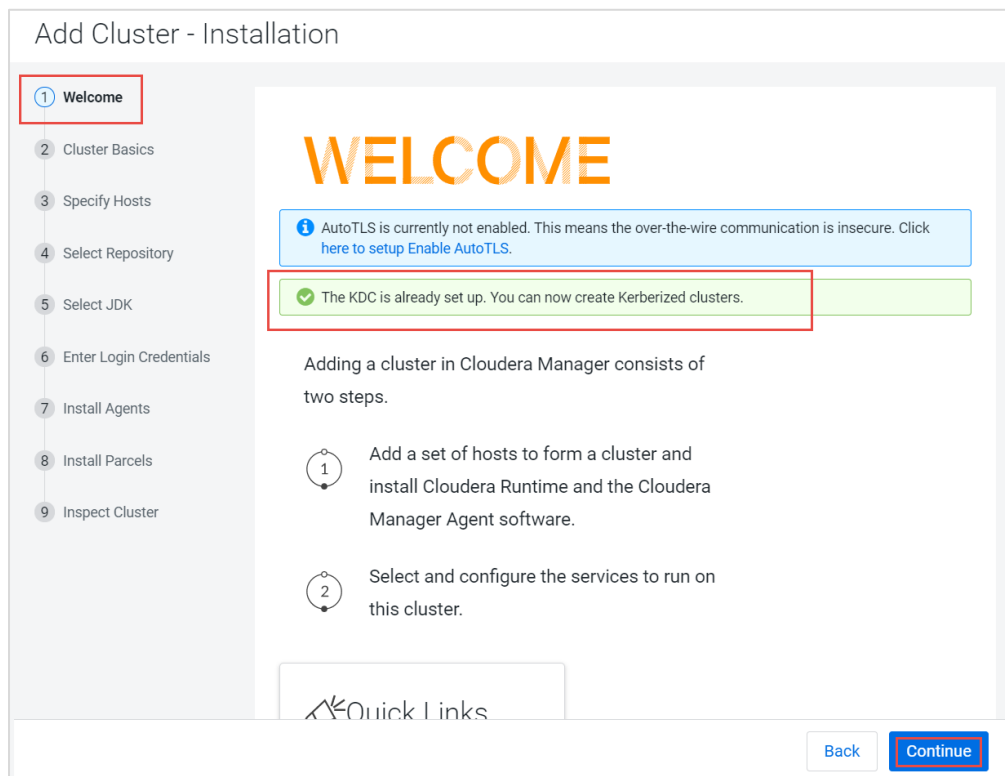 Add Cluster - Installation
1 Welcome
2 Cluster Basics
3 Specify Hosts
4 Select Repository
5 Select JDK
6 Enter Login Credentials
7 Install Agents
8 Install Parcels
9 Inspect Cluster
WELCOME
AutoTLS is currently not enabled. This means the over-the-wire communication is insecure. Click
here to setup Enable AutoTLS.
The KDC is already set up. You can now create Kerberized clusters.
Adding a cluster in Cloudera Manager consists of
two steps.
1
Add a set of hosts to form a cluster and
install Cloudera Runtime and the Cloudera
Manager Agent software.
2
Select and configure the services to run on
this cluster.
Quick Links
Back
Continue